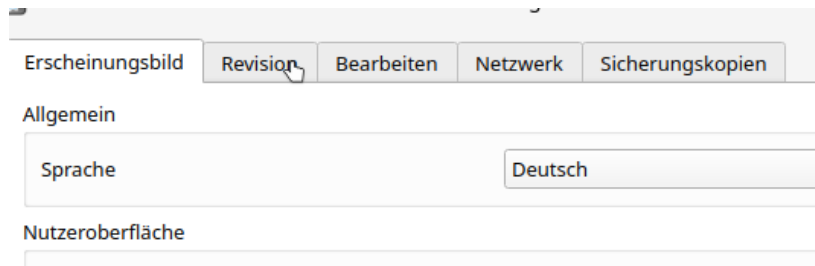 Erscheinungsbild Revision Bearbeiten Netzwerk Sicherungskopien
Allgemein
Sprache Deutsch
Nutzeroberfläche